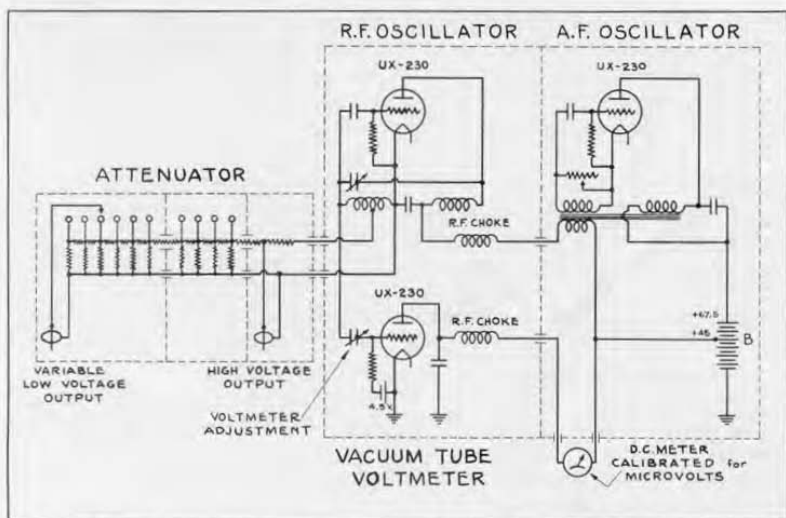 R.F. OSCILLATOR
A.F. OSCILLATOR
UX-230
UX-230
ATTENUATOR
R.F. CHOKE
UX-230
R.F. CHOKE
+67.5
+45
B
4.5V
VARIABLE
LOW VOLTAGE
OUTPUT
HIGH VOLTAGE
OUTPUT
VOLTMETER
ADJUSTMENT
VACUUM TUBE
VOLTMETER
D.C. METER
CALIBRATED for
MICROVOLTS